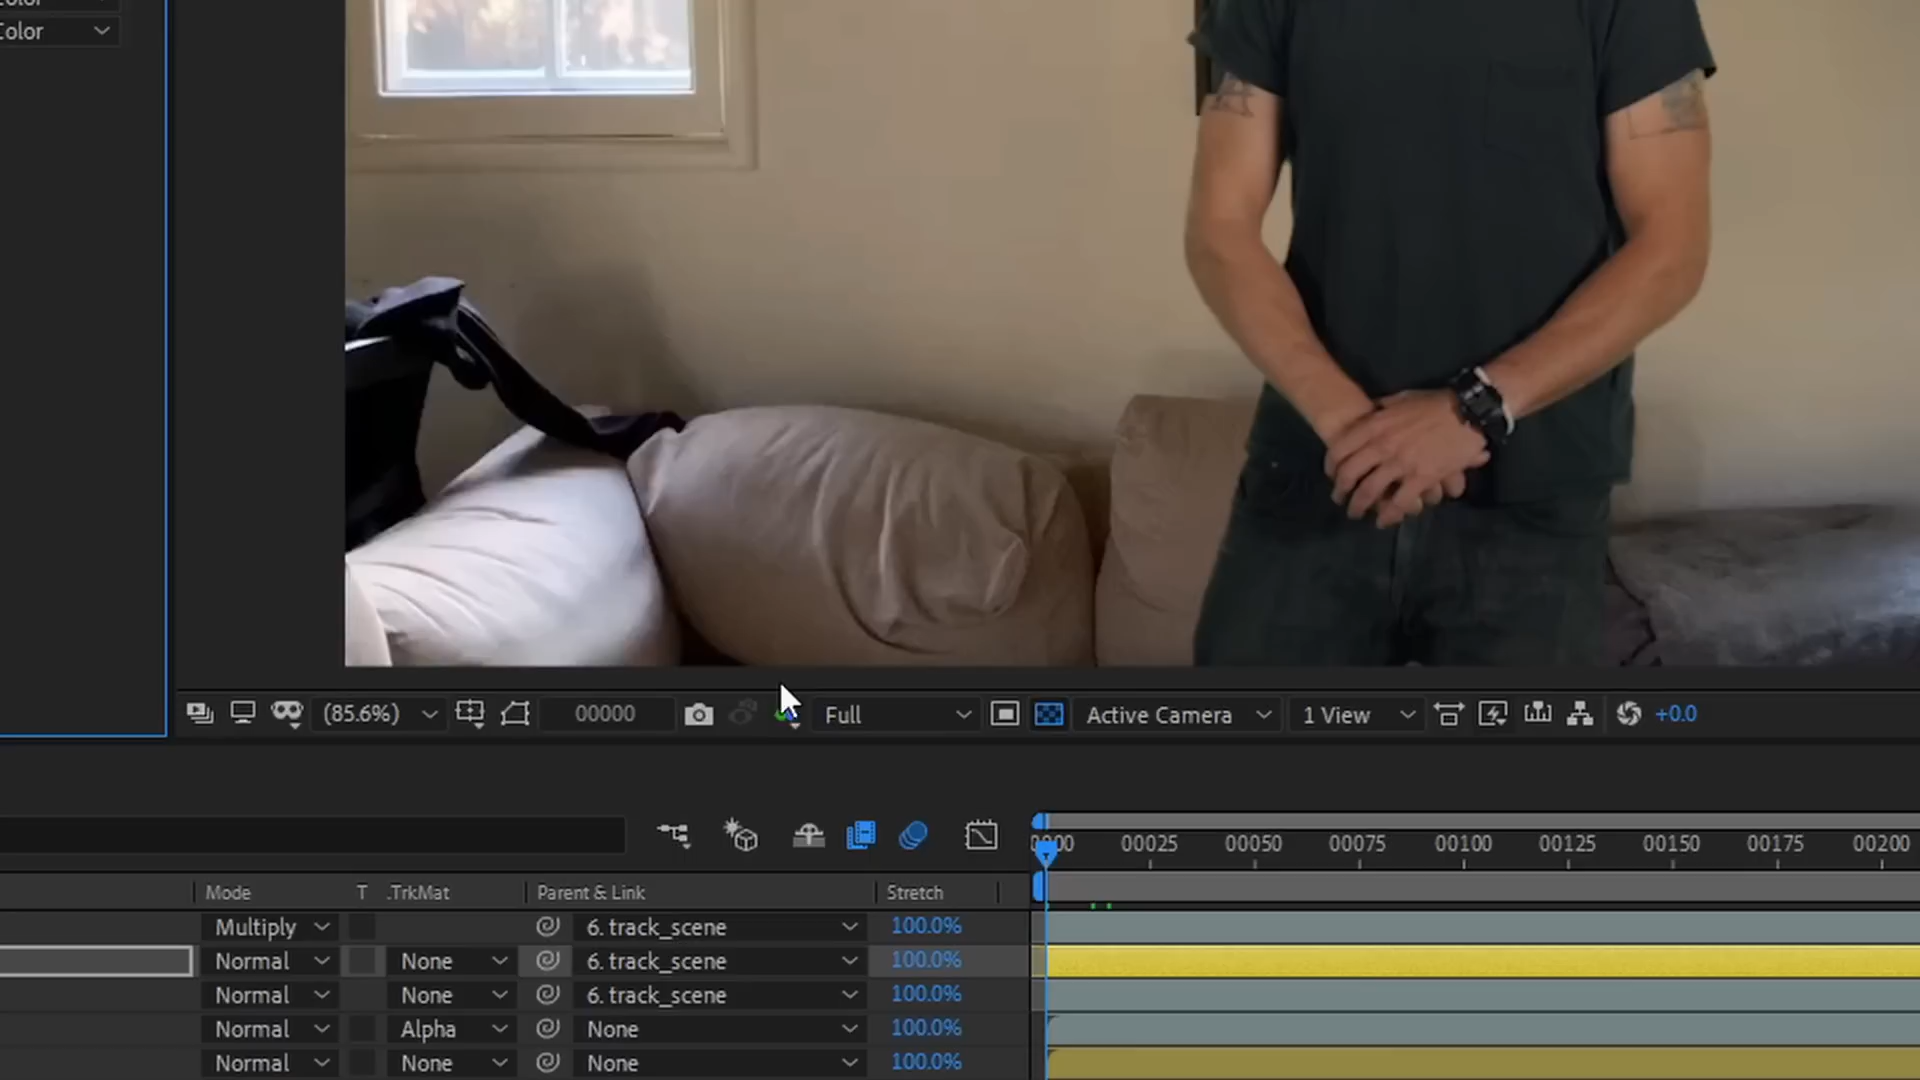 Color
(85.6%) 00000 Full Active Camera 1 View +0.0
00025 00050 00075 00100 00125 00150 00175 00200
Mode T .TrkMat Parent & Link Stretch
Multiply 6. track_scene 100.0%
Normal None 6. track_scene 100.0%
Normal None 6. track_scene 100.0%
Normal Alpha None 100.0%
Normal None None 100.0%